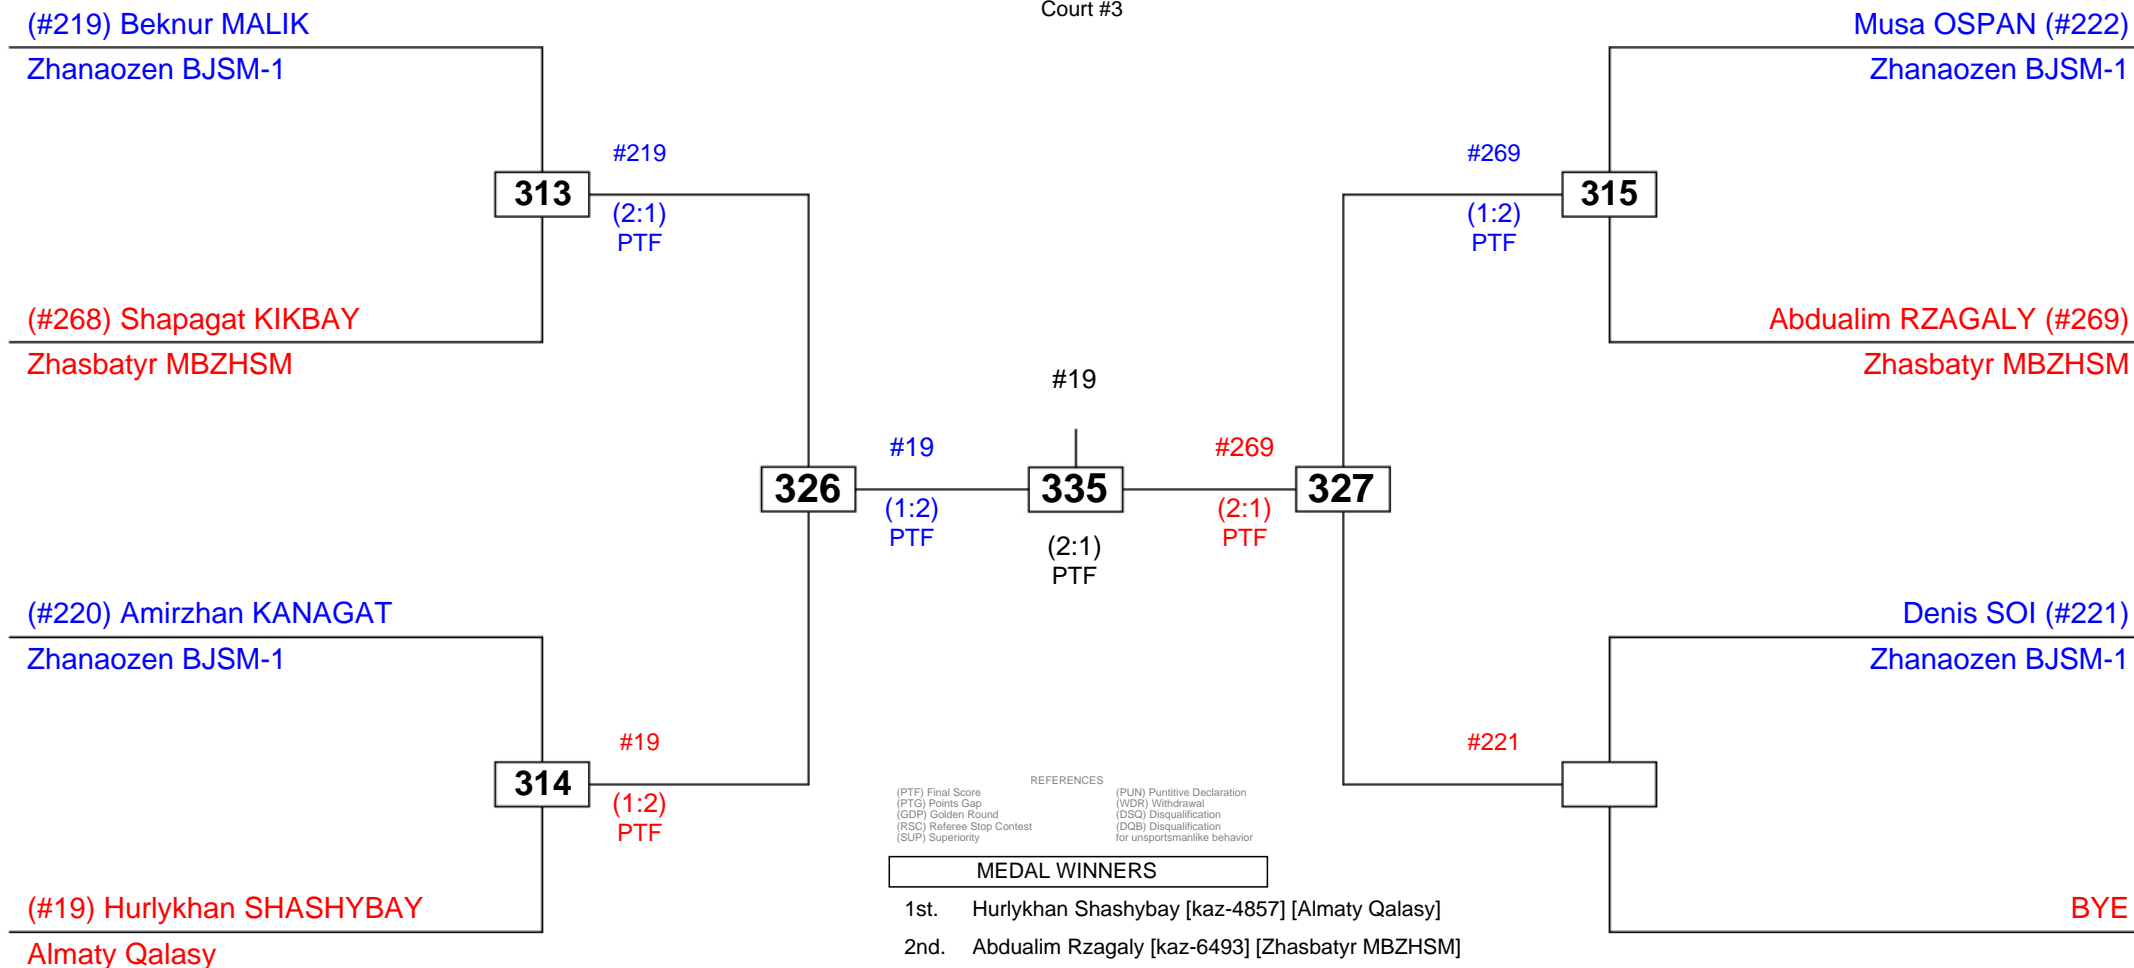 Court #3
(#219) Beknur MALIK
Zhanaozen BJSM-1
Musa OSPAN (#222)
Zhanaozen BJSM-1
#219
313
(2:1)
PTF
#269
315
(1:2)
PTF
(#268) Shapagat KIKBAY
Zhasbatyr MBZHSM
Abdualim RZAGALY (#269)
Zhasbatyr MBZHSM
#19
#19
326
(1:2)
PTF
335
(2:1)
PTF
#269
327
(2:1)
PTF
(#220) Amirzhan KANAGAT
Zhanaozen BJSM-1
Denis SOI (#221)
Zhanaozen BJSM-1
#19
314
(1:2)
PTF
#221
(#19) Hurlykhan SHASHYBAY
Almaty Qalasy
BYE
REFERENCES
(PTF) Final Score
(PTG) Points Gap
(GDP) Golden Round
(RSC) Referee Stop Contest
(SUP) Superiority
(PUN) Puntitive Declaration
(WDR) Withdrawal
(DSQ) Disqualification
(DQB) Disqualification
for unsportsmanlike behavior
MEDAL WINNERS
1st. Hurlykhan Shashybay [kaz-4857] [Almaty Qalasy]
2nd. Abdualim Rzagaly [kaz-6493] [Zhasbatyr MBZHSM]